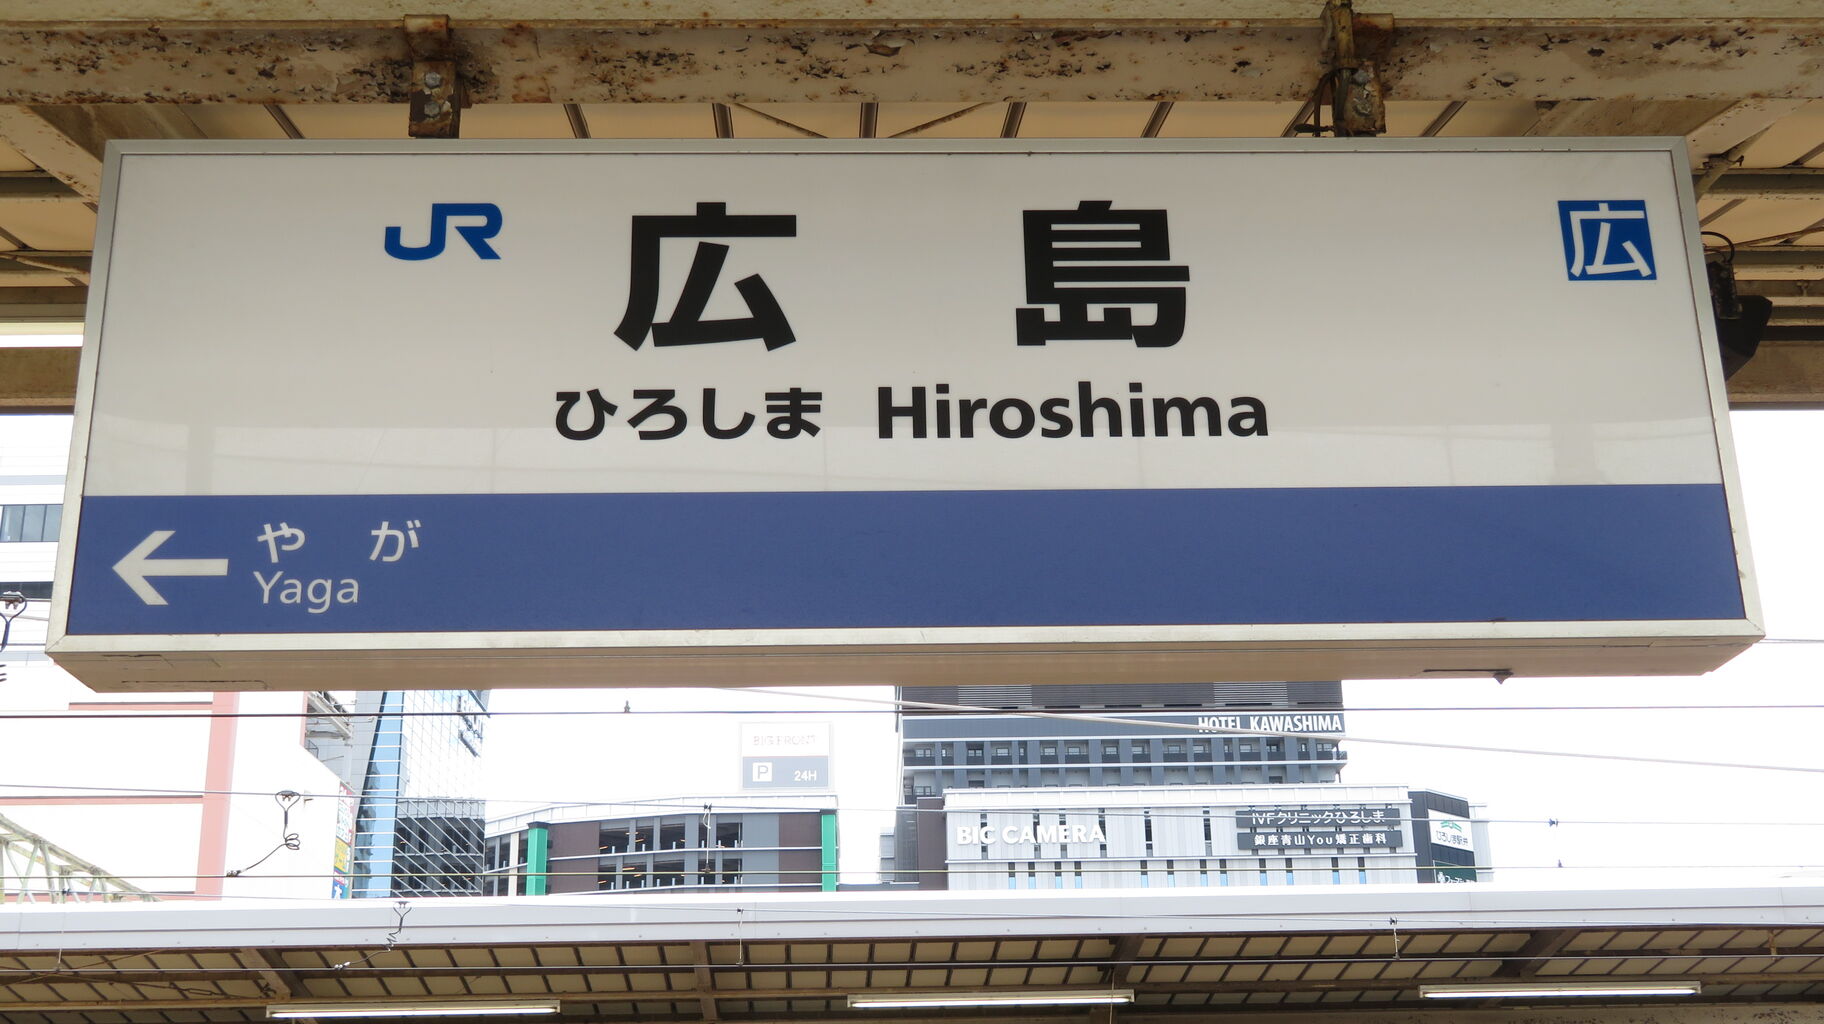 JR
広島
広
ひろしま Hiroshima
← やが
Yaga
HOTEL KAWASHIMA
BIG FRONT
P 24H
BIC CAMERA
IVFクリニックひろしま
銀座青山You矯正歯科